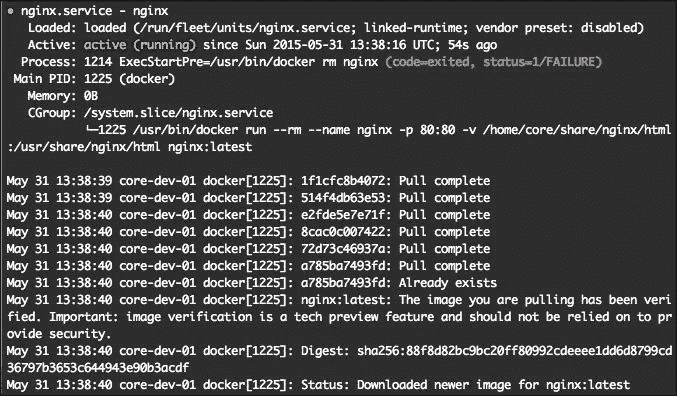 ● nginx.service - nginx
   Loaded: loaded (/run/fleet/units/nginx.service; linked-runtime; vendor preset: disabled)
   Active: active (running) since Sun 2015-05-31 13:38:16 UTC; 54s ago
  Process: 1214 ExecStartPre=/usr/bin/docker rm nginx (code=exited, status=1/FAILURE)
 Main PID: 1225 (docker)
   Memory: 0B
   CGroup: /system.slice/nginx.service
           └─1225 /usr/bin/docker run --rm --name nginx -p 80:80 -v /home/core/share/nginx/html
:/usr/share/nginx/html nginx:latest

May 31 13:38:39 core-dev-01 docker[1225]: 1f1cfc8b4072: Pull complete
May 31 13:38:39 core-dev-01 docker[1225]: 514f4db63e53: Pull complete
May 31 13:38:40 core-dev-01 docker[1225]: e2fde5e7e71f: Pull complete
May 31 13:38:40 core-dev-01 docker[1225]: 8cac0c007422: Pull complete
May 31 13:38:40 core-dev-01 docker[1225]: 72d73c46937a: Pull complete
May 31 13:38:40 core-dev-01 docker[1225]: a785ba7493fd: Pull complete
May 31 13:38:40 core-dev-01 docker[1225]: a785ba7493fd: Already exists
May 31 13:38:40 core-dev-01 docker[1225]: nginx:latest: The image you are pulling has been veri
fied. Important: image verification is a tech preview feature and should not be relied on to pr
ovide security.
May 31 13:38:40 core-dev-01 docker[1225]: Digest: sha256:88f8d82bc9bc20ff80992cdeeee1dd6d8799cd
36797b3653c644943e90b3acdf
May 31 13:38:40 core-dev-01 docker[1225]: Status: Downloaded newer image for nginx:latest